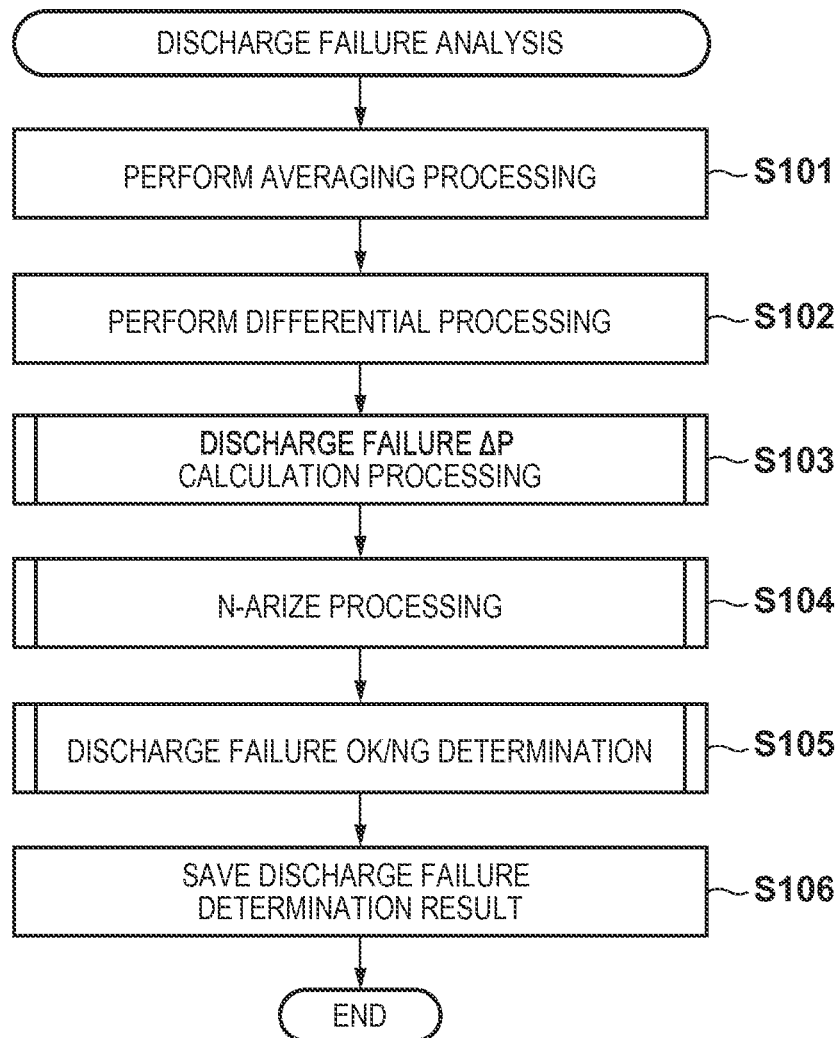 DISCHARGE FAILURE ANALYSIS
PERFORM AVERAGING PROCESSING
S101
PERFORM DIFFERENTIAL PROCESSING
S102
DISCHARGE FAILURE ΔP
CALCULATION PROCESSING
S103
N-ARIZE PROCESSING
S104
DISCHARGE FAILURE OK/NG DETERMINATION
S105
SAVE DISCHARGE FAILURE
DETERMINATION RESULT
S106
END